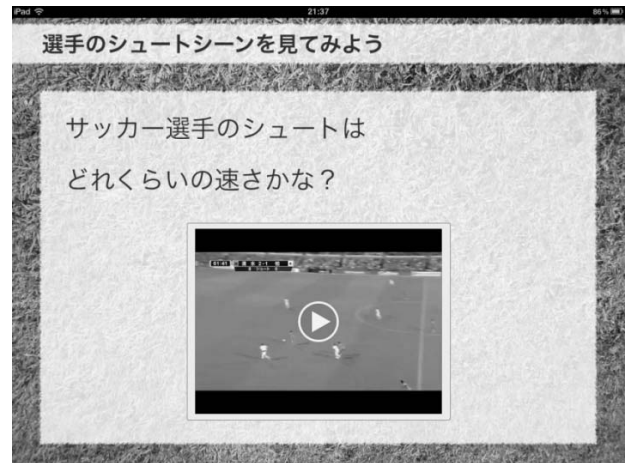 iPad
21:37
86%
選手のシュートシーンを見てみよう
サッカー選手のシュートは
どれくらいの速さかな？